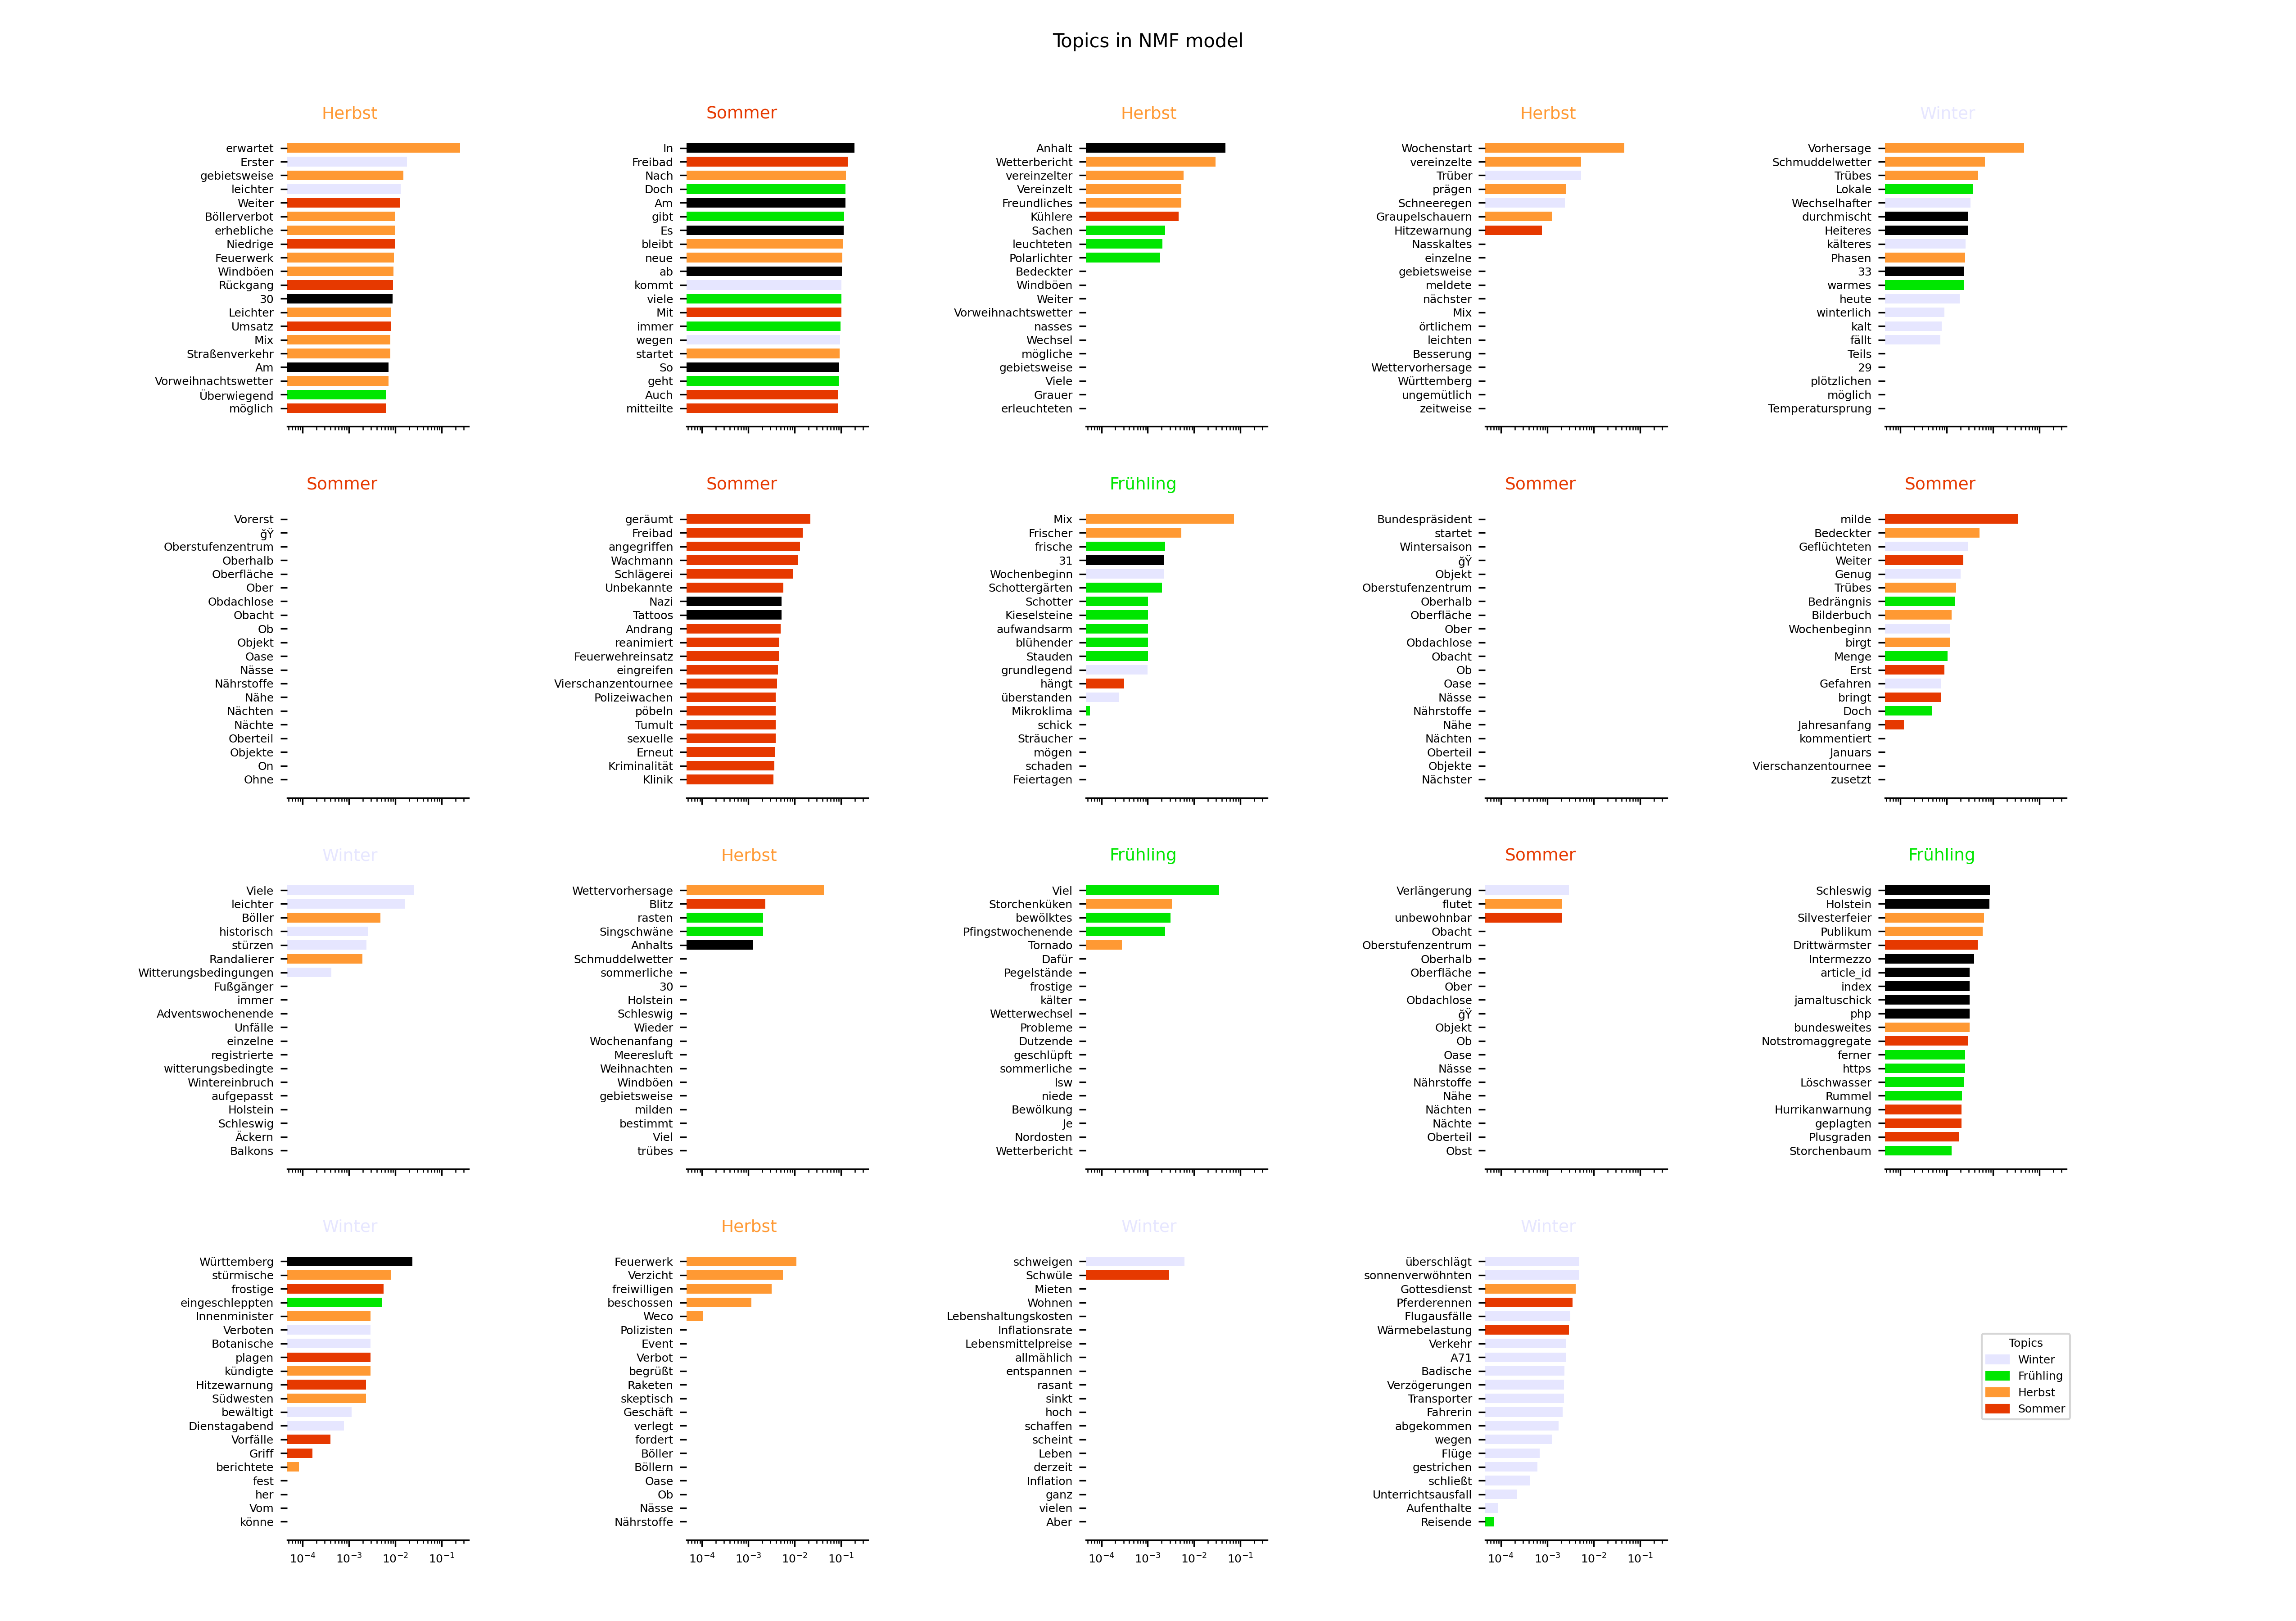 Topics in NMF model
Herbst
erwartet
Erster
gebietsweise
leichter
Weiter
Böllerverbot
erhebliche
Niedrige
Feuerwerk
Windböen
Rückgang
30
Leichter
Umsatz
Mix
Straßenverkehr
Am
Vorweihnachtswetter
Überwiegend
möglich
Sommer
In
Freibad
Nach
Doch
Am
gibt
Es
bleibt
neue
ab
kommt
viele
Mit
immer
wegen
startet
So
geht
Auch
mitteilte
Herbst
Anhalt
Wetterbericht
vereinzelter
Vereinzelt
Freundliches
Kühlere
Sachen
leuchteten
Polarlichter
Bedeckter
Windböen
Weiter
Vorweihnachtswetter
nasses
Wechsel
mögliche
gebietsweise
Viele
Grauer
erleuchteten
Herbst
Wochenstart
vereinzelte
Trüber
prägen
Schneeregen
Graupelschauern
Hitzewarnung
Nasskaltes
einzelne
gebietsweise
meldete
nächster
Mix
örtlichem
leichten
Besserung
Wettervorhersage
Württemberg
ungemütlich
zeitweise
Winter
Vorhersage
Schmuddelwetter
Trübes
Lokale
Wechselhafter
durchmischt
Heiteres
kälteres
Phasen
33
warmes
heute
winterlich
kalt
fällt
Teils
29
plötzlichen
möglich
Temperatursprung
Sommer
Vorerst
ğŸ
Oberstufenzentrum
Oberhalb
Oberfläche
Ober
Obdachlose
Obacht
Ob
Objekt
Oase
Nässe
Nährstoffe
Nähe
Nächten
Nächte
Oberteil
Objekte
On
Ohne
Sommer
geräumt
Freibad
angegriffen
Wachmann
Schlägerei
Unbekannte
Nazi
Tattoos
Andrang
reanimiert
Feuerwehreinsatz
eingreifen
Vierschanzentournee
Polizeiwachen
pöbeln
Tumult
sexuelle
Erneut
Kriminalität
Klinik
Frühling
Mix
Frischer
frische
31
Wochenbeginn
Schottergärten
Schotter
Kieselsteine
aufwandsarm
blühender
Stauden
grundlegend
hängt
überstanden
Mikroklima
schick
Sträucher
mögen
schaden
Feiertagen
Sommer
Bundespräsident
startet
Wintersaison
ğŸ
Objekt
Oberstufenzentrum
Oberhalb
Oberfläche
Ober
Obdachlose
Obacht
Ob
Oase
Nässe
Nährstoffe
Nähe
Nächten
Oberteil
Objekte
Nächster
Sommer
milde
Bedeckter
Geflüchteten
Weiter
Genug
Trübes
Bedrängnis
Bilderbuch
Wochenbeginn
birgt
Menge
Erst
Gefahren
bringt
Doch
Jahresanfang
kommentiert
Januars
Vierschanzentournee
zusetzt
Winter
Viele
leichter
Böller
historisch
stürzen
Randalierer
Witterungsbedingungen
Fußgänger
immer
Adventswochenende
Unfälle
einzelne
registrierte
witterungsbedingte
Wintereinbruch
aufgepasst
Holstein
Schleswig
Äckern
Balkons
Herbst
Wettervorhersage
Blitz
rasten
Singschwäne
Anhalts
Schmuddelwetter
sommerliche
30
Holstein
Schleswig
Wieder
Wochenanfang
Meeresluft
Weihnachten
Windböen
gebietsweise
milden
bestimmt
Viel
trübes
Frühling
Viel
Storchenküken
bewölktes
Pfingstwochenende
Tornado
Dafür
Pegelstände
frostige
kälter
Wetterwechsel
Probleme
Dutzende
geschlüpft
sommerliche
lsw
niede
Bewölkung
Je
Nordosten
Wetterbericht
Sommer
Verlängerung
flutet
unbewohnbar
Obacht
Oberstufenzentrum
Oberhalb
Oberfläche
Ober
Obdachlose
ğŸ
Objekt
Ob
Oase
Nässe
Nährstoffe
Nähe
Nächten
Nächte
Oberteil
Obst
Frühling
Schleswig
Holstein
Silvesterfeier
Publikum
Drittwärmster
Intermezzo
article_id
index
jamaltuschick
php
bundesweites
Notstromaggregate
ferner
https
Löschwasser
Rummel
Hurrikanwarnung
geplagten
Plusgraden
Storchenbaum
Winter
Württemberg
stürmische
frostige
eingeschleppten
Innenminister
Verboten
Botanische
plagen
kündigte
Hitzewarnung
Südwesten
bewältigt
Dienstagabend
Vorfälle
Griff
berichtete
fest
her
Vom
könne
10⁻⁴ 10⁻³ 10⁻² 10⁻¹
Herbst
Feuerwerk
Verzicht
freiwilligen
beschossen
Weco
Polizisten
Event
Verbot
begrüßt
Raketen
skeptisch
Geschäft
verlegt
fordert
Böller
Böllern
Oase
Ob
Nässe
Nährstoffe
10⁻⁴ 10⁻³ 10⁻² 10⁻¹
Winter
schweigen
Schwüle
Mieten
Wohnen
Lebenshaltungskosten
Inflationsrate
Lebensmittelpreise
allmählich
entspannen
rasant
sinkt
hoch
schaffen
scheint
Leben
derzeit
Inflation
ganz
vielen
Aber
10⁻⁴ 10⁻³ 10⁻² 10⁻¹
Winter
überschlägt
sonnenverwöhnten
Gottesdienst
Pferderennen
Flugausfälle
Wärmebelastung
Verkehr
A71
Badische
Verzögerungen
Transporter
Fahrerin
abgekommen
wegen
Flüge
gestrichen
schließt
Unterrichtsausfall
Aufenthalte
Reisende
10⁻⁴ 10⁻³ 10⁻² 10⁻¹
Topics
Winter
Frühling
Herbst
Sommer